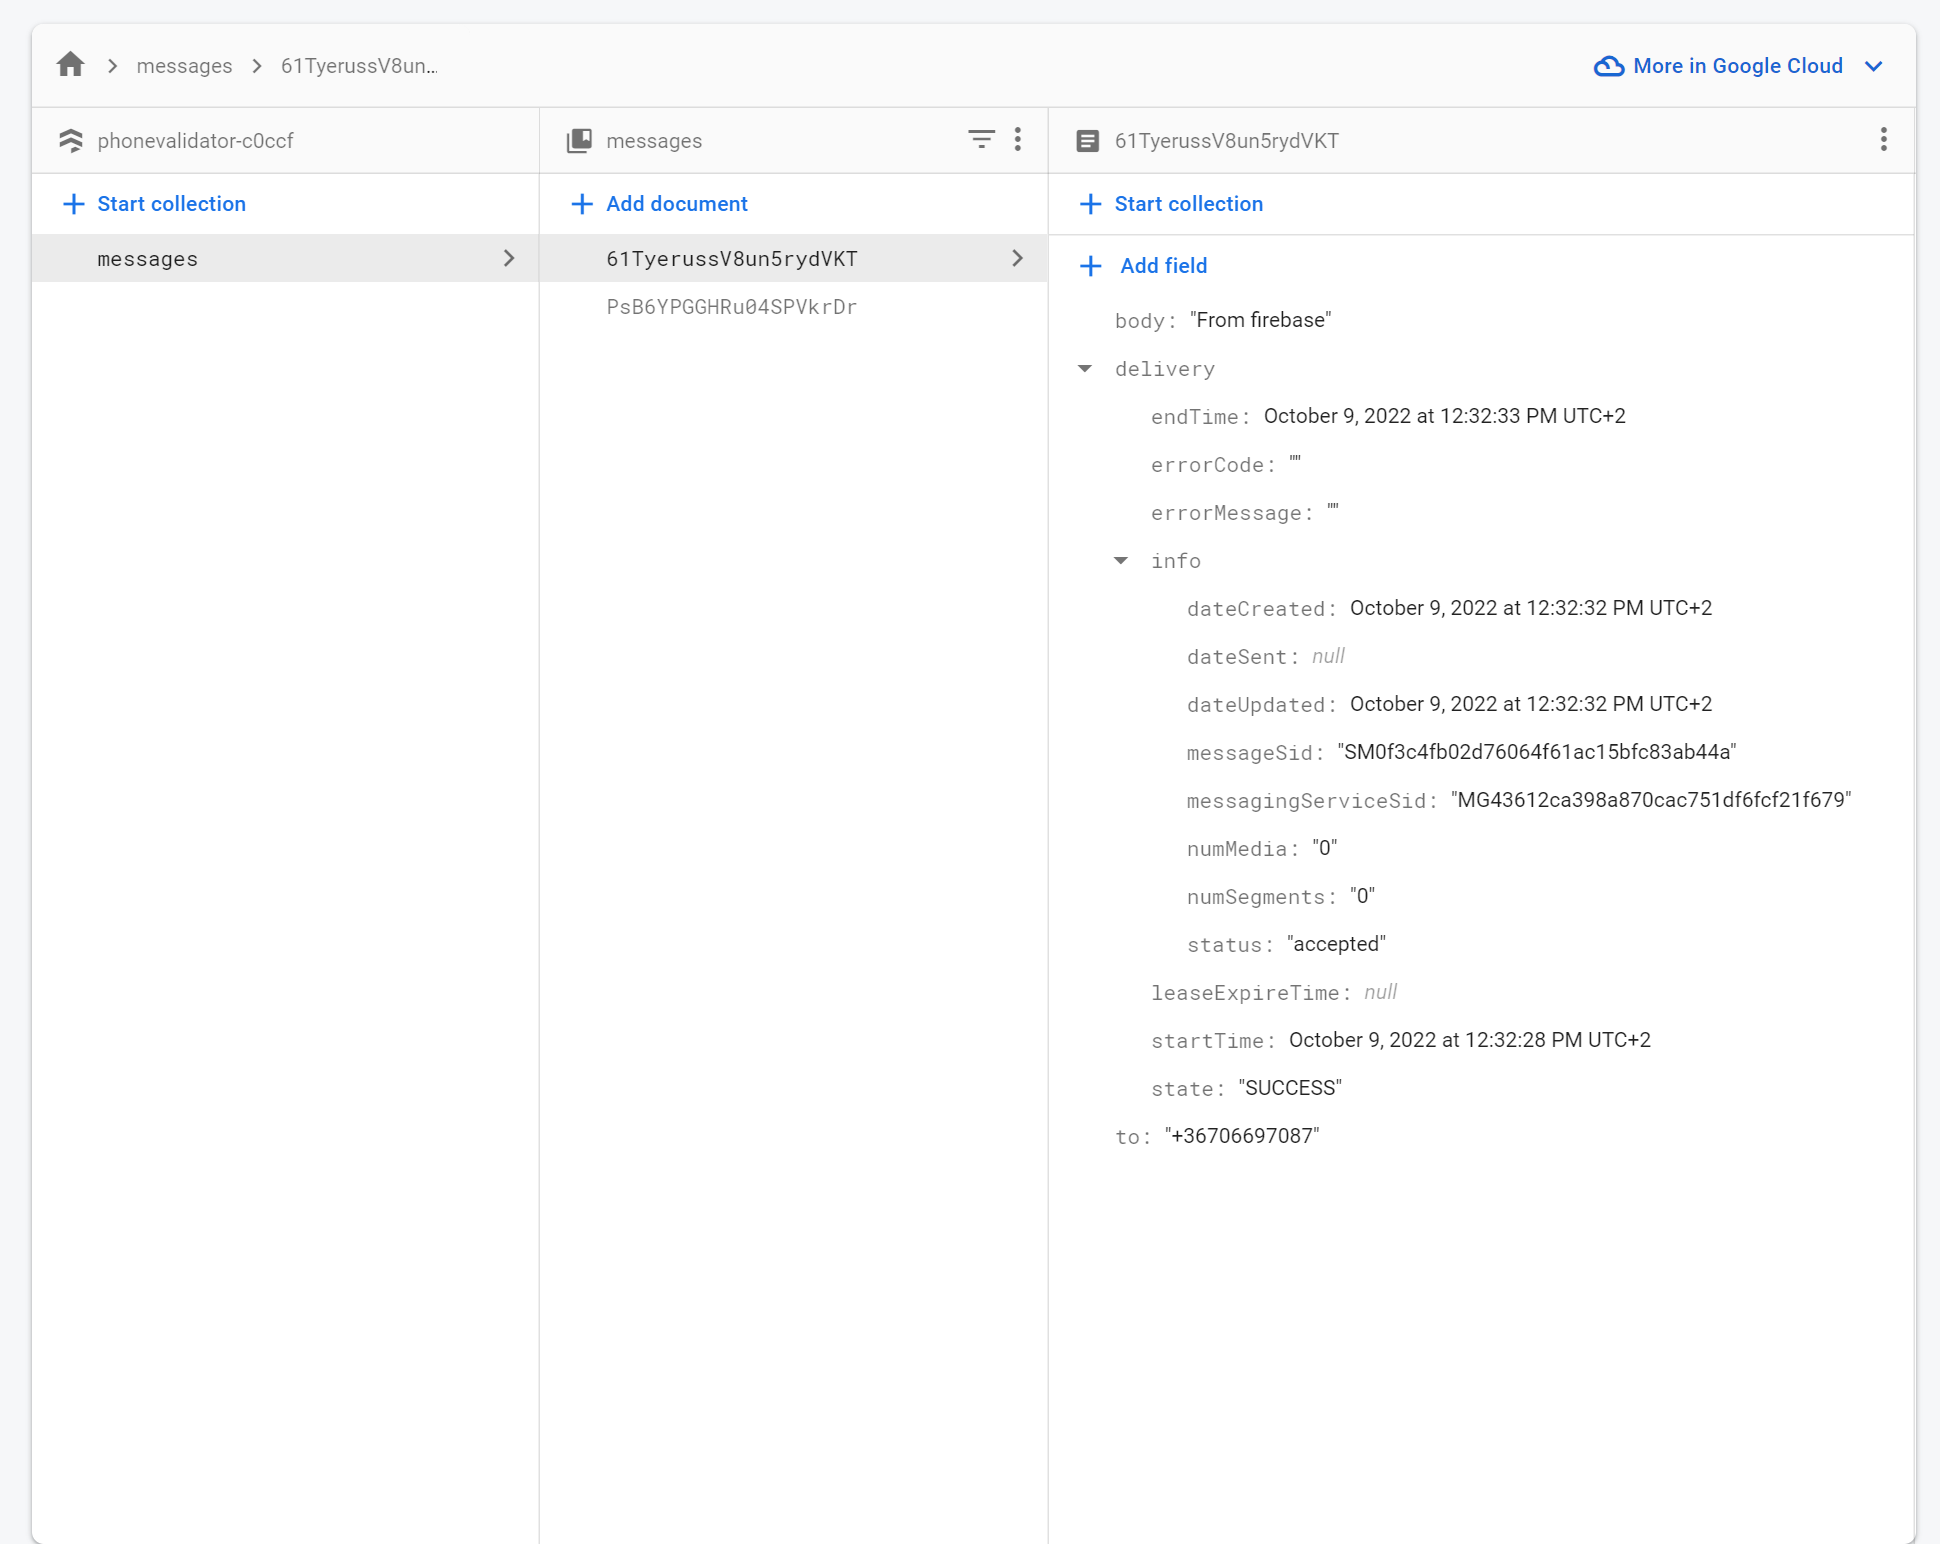 messages
61TyerussV8un...
More in Google Cloud
phonevalidator-c0ccf
messages
61TyerussV8un5rydVKT
Start collection
Add document
Start collection
messages
61TyerussV8un5rydVKT
PsB6YPGGHRu04SPVkrDr
Add field
body: "From firebase"
delivery
endTime: October 9, 2022 at 12:32:33 PM UTC+2
errorCode: ""
errorMessage: ""
info
dateCreated: October 9, 2022 at 12:32:32 PM UTC+2
dateSent: null
dateUpdated: October 9, 2022 at 12:32:32 PM UTC+2
messageSid: "SM0f3c4fb02d76064f61ac15bfc83ab44a"
messagingServiceSid: "MG43612ca398a870cac751df6fcf21f679"
numMedia: "0"
numSegments: "0"
status: "accepted"
leaseExpireTime: null
startTime: October 9, 2022 at 12:32:28 PM UTC+2
state: "SUCCESS"
to: "+36706697087"